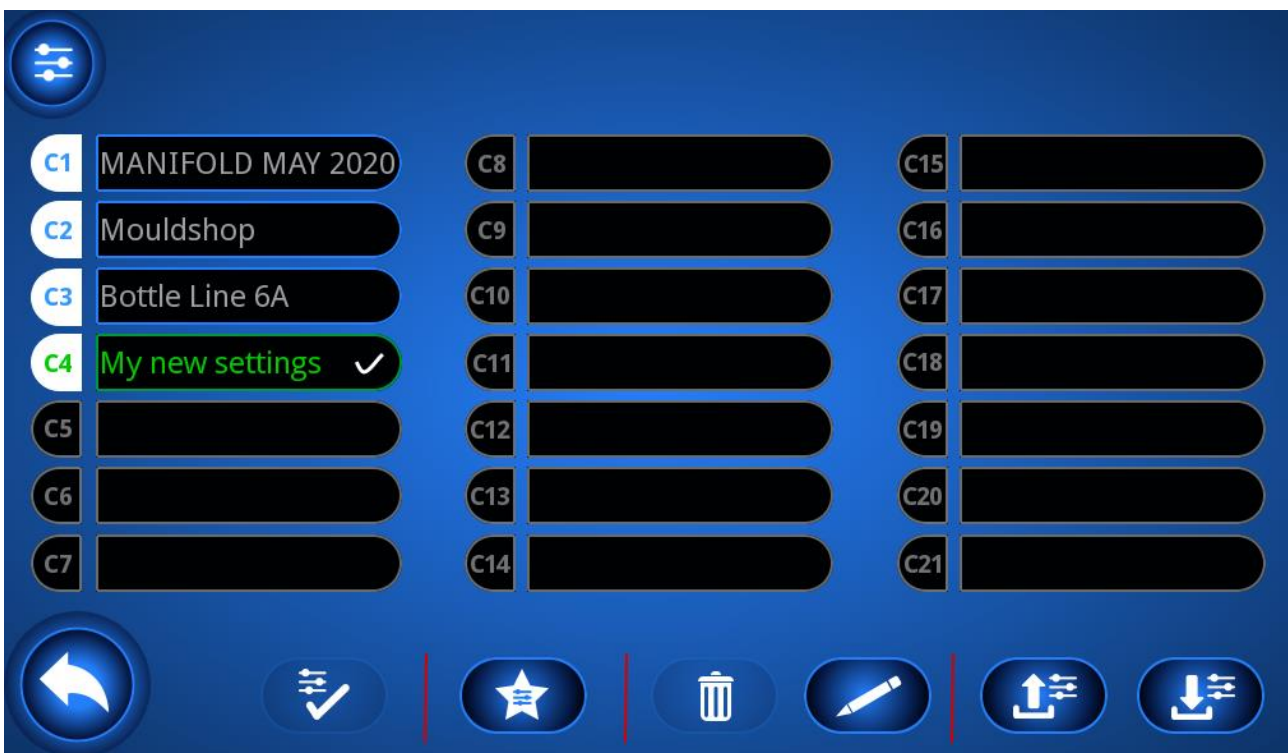 C1 MANIFOLD MAY 2020
C2 Mouldshop
C3 Bottle Line 6A
C4 My new settings
C5
C6
C7
C8
C9
C10
C11
C12
C13
C14
C15
C16
C17
C18
C19
C20
C21